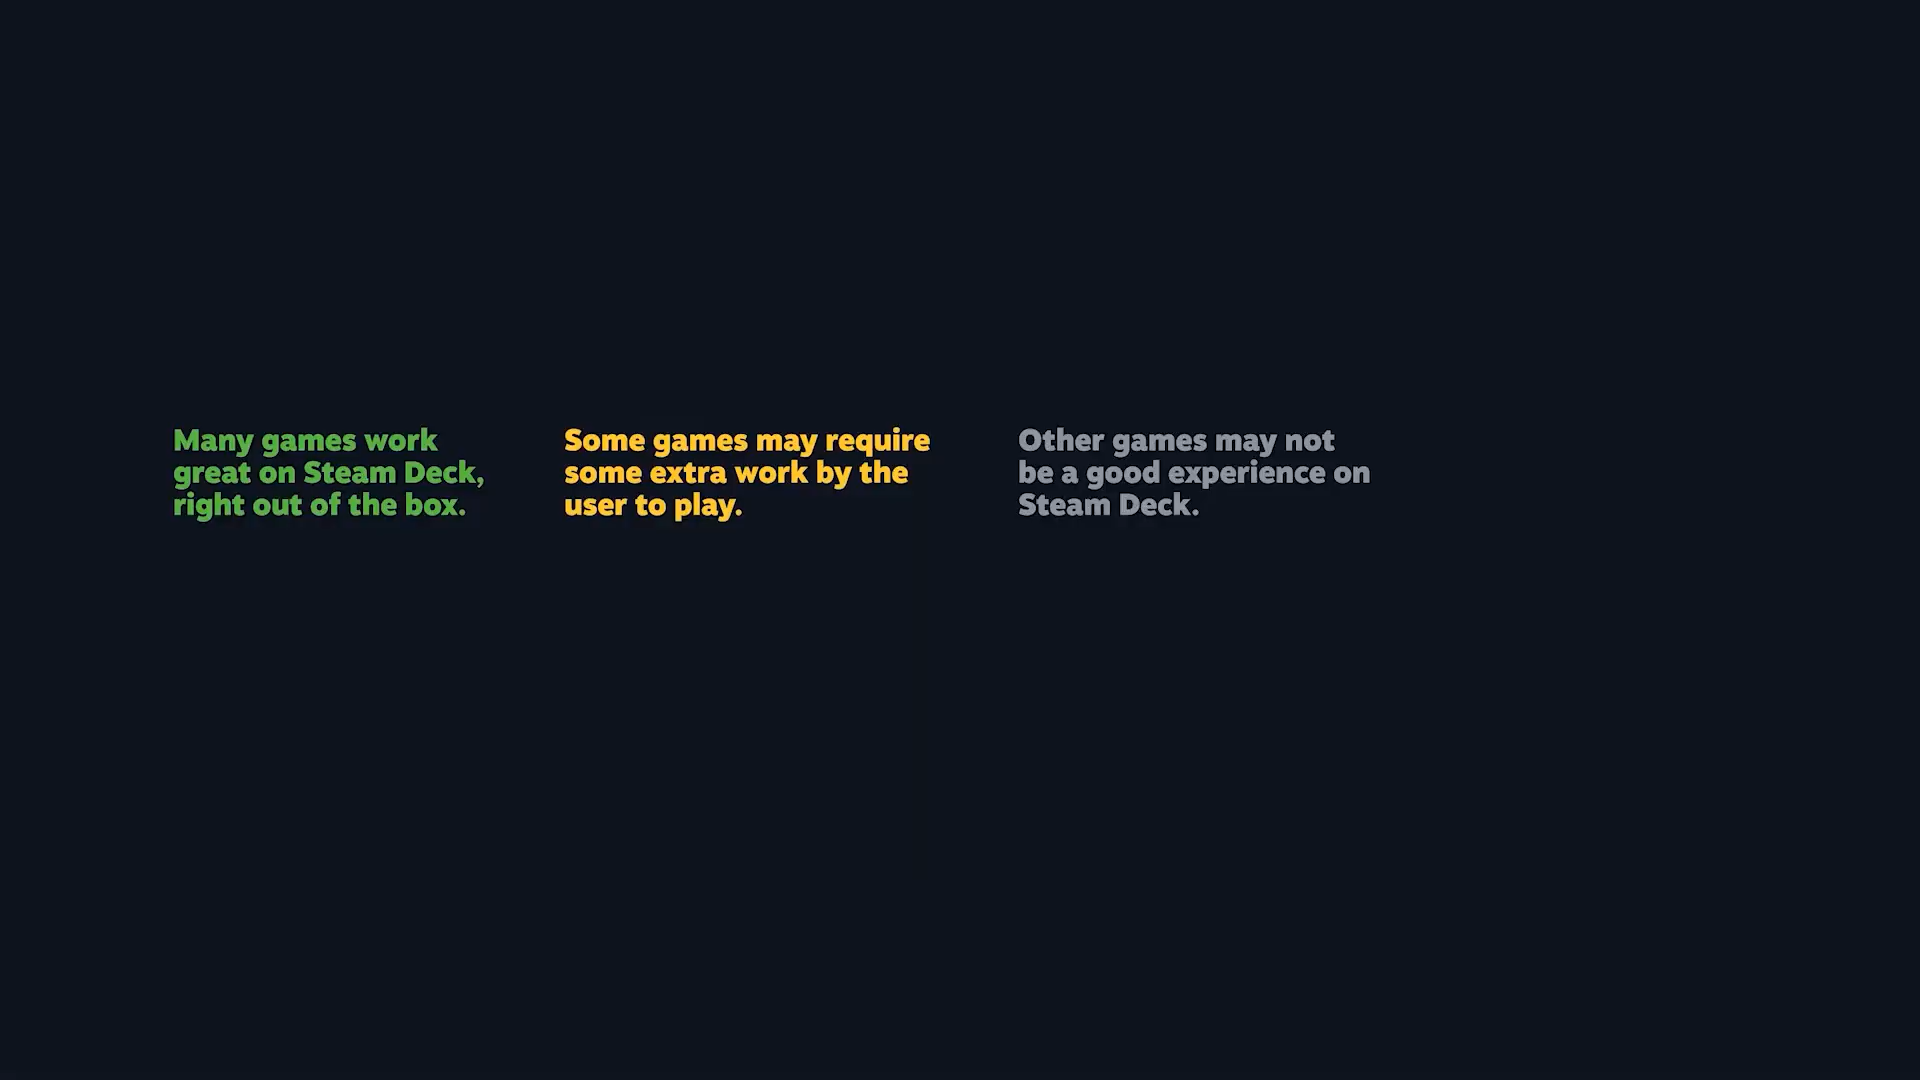 Many games work
great on Steam Deck,
right out of the box.
Some games may require
some extra work by the
user to play.
Other games may not
be a good experience on
Steam Deck.